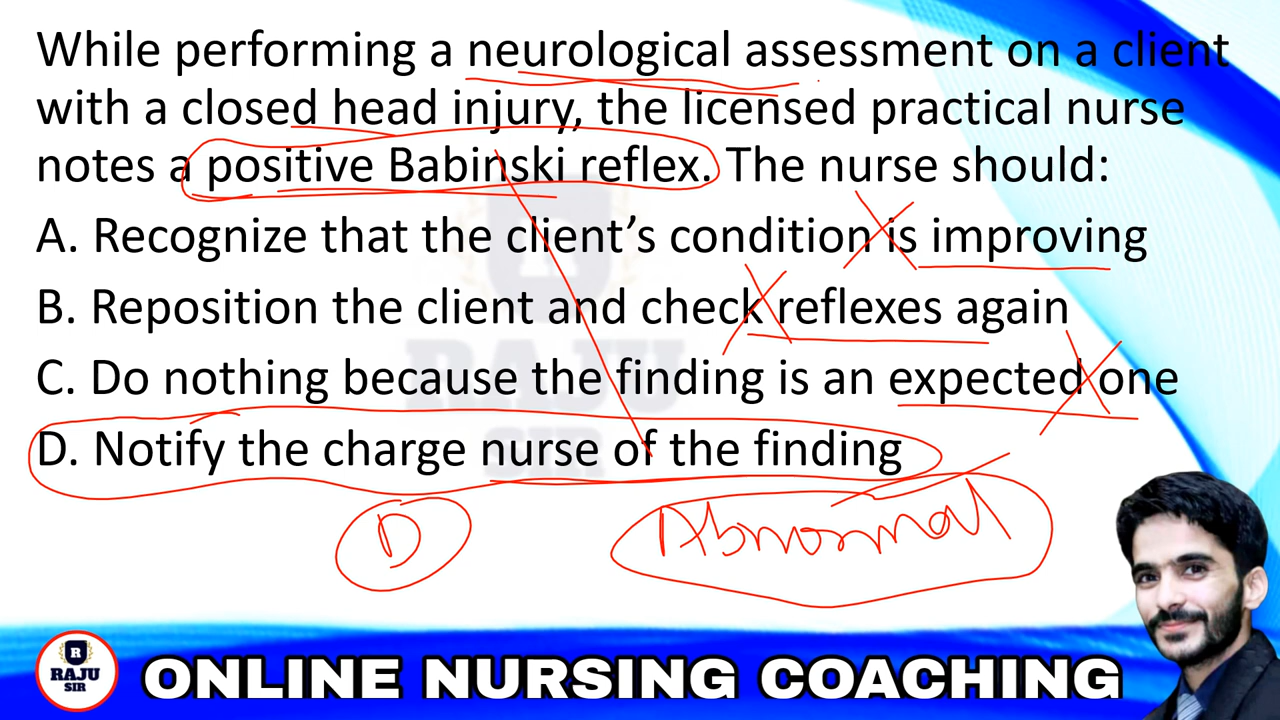 While performing a neurological assessment on a client
with a closed head injury, the licensed practical nurse
notes a positive Babinski reflex. The nurse should:
A. Recognize that the client’s condition is improving
B. Reposition the client and check reflexes again
C. Do nothing because the finding is an expected one
D. Notify the charge nurse of the finding
D
Abnormal
R
RAJU
SIR
R
RAJU
SIR
ONLINE NURSING COACHING